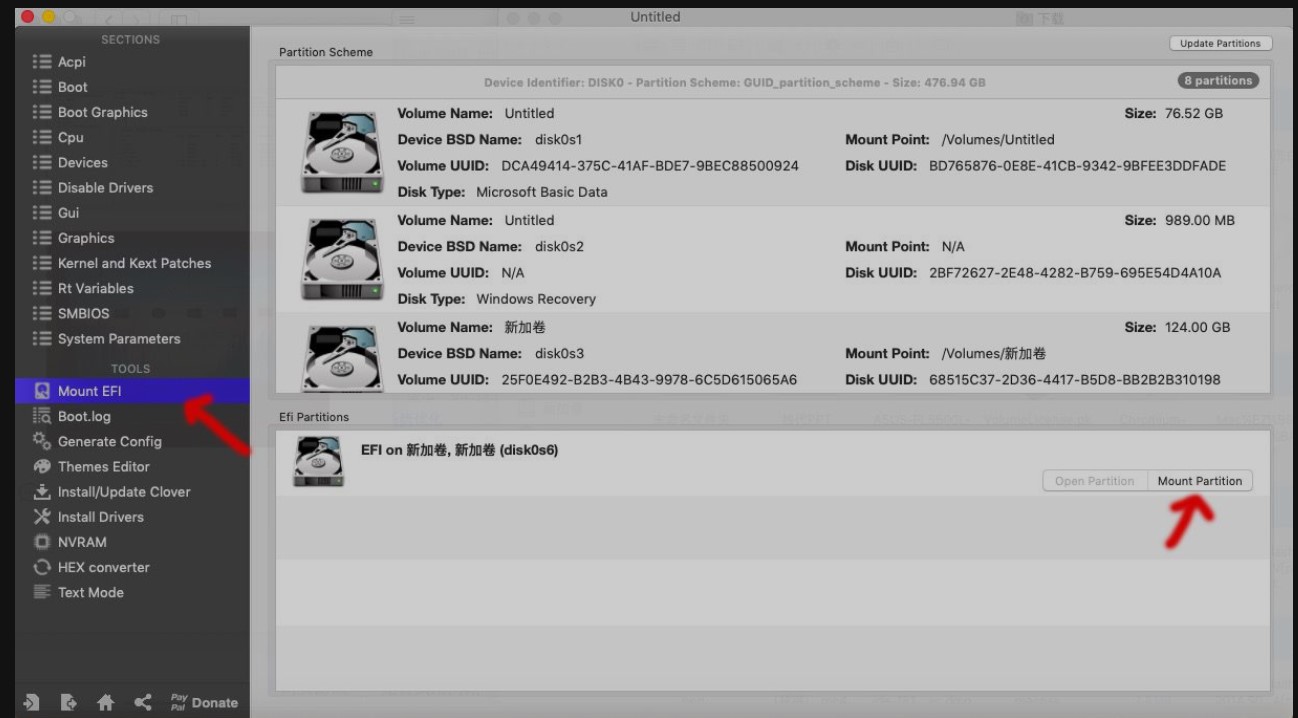 Untitled
下载
SECTIONS
Acpi
Boot
Boot Graphics
Cpu
Devices
Disable Drivers
Gui
Graphics
Kernel and Kext Patches
Rt Variables
SMBIOS
System Parameters
TOOLS
Mount EFI
Boot.log
Generate Config
Themes Editor
Install/Update Clover
Install Drivers
NVRAM
HEX converter
Text Mode
Pay Pal Donate
Partition Scheme
Update Partitions
Device Identifier: DISK0 - Partition Scheme: GUID_partition_scheme - Size: 476.94 GB
8 partitions
Volume Name: Untitled Size: 76.52 GB
Device BSD Name: disk0s1 Mount Point: /Volumes/Untitled
Volume UUID: DCA49414-375C-41AF-BDE7-9BEC88500924 Disk UUID: BD765876-0E8E-41CB-9342-9BFEE3DDFADE
Disk Type: Microsoft Basic Data
Volume Name: Untitled Size: 989.00 MB
Device BSD Name: disk0s2 Mount Point: N/A
Volume UUID: N/A Disk UUID: 2BF72627-2E48-4282-B759-695E54D4A10A
Disk Type: Windows Recovery
Volume Name: 新加卷 Size: 124.00 GB
Device BSD Name: disk0s3 Mount Point: /Volumes/新加卷
Volume UUID: 25F0E492-B2B3-4B43-9978-6C5D615065A6 Disk UUID: 68515C37-2D36-4417-B5D8-BB2B2B310198
Efi Partitions
EFI on 新加卷, 新加卷 (disk0s6)
Open Partition Mount Partition